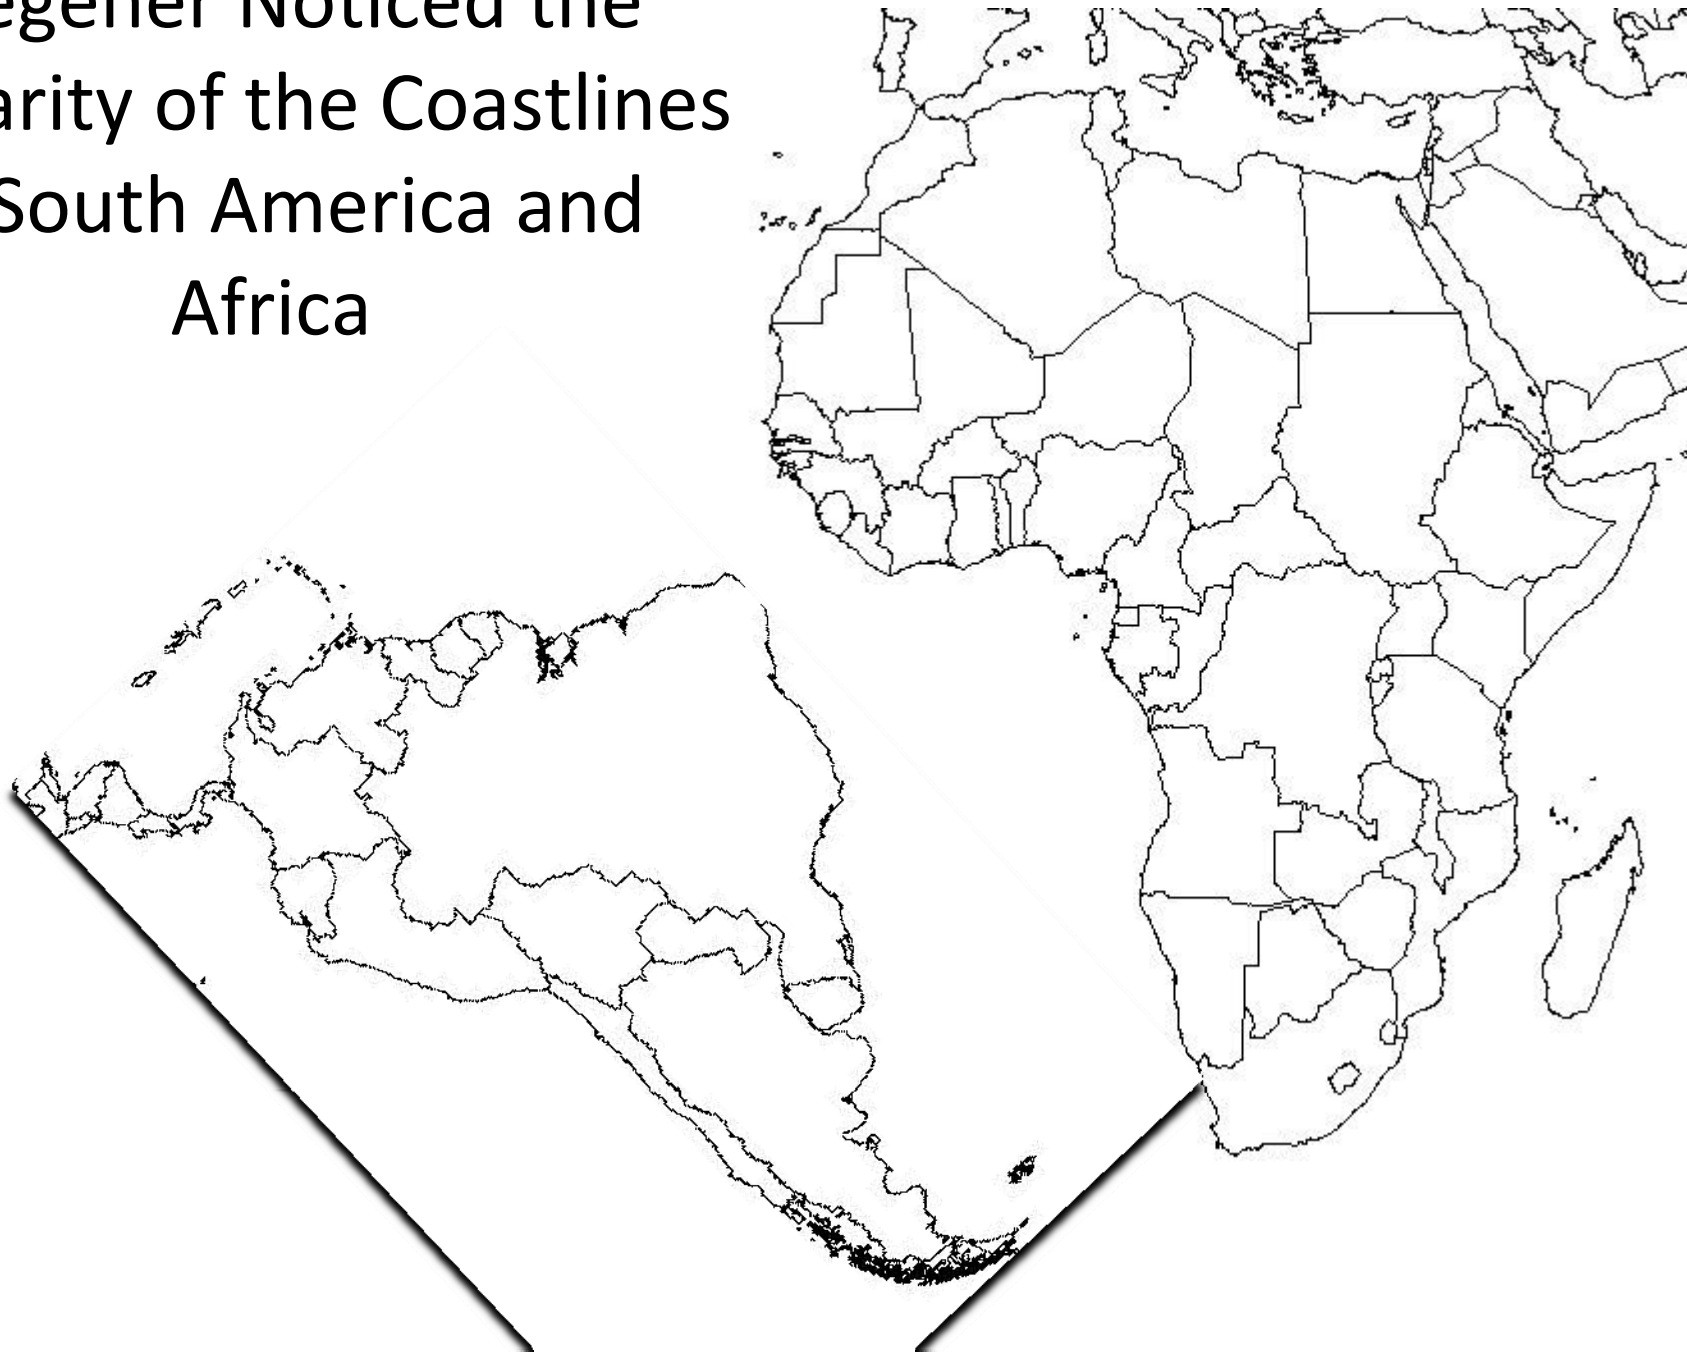 egener Noticed the
arity of the Coastlines
South America and
Africa